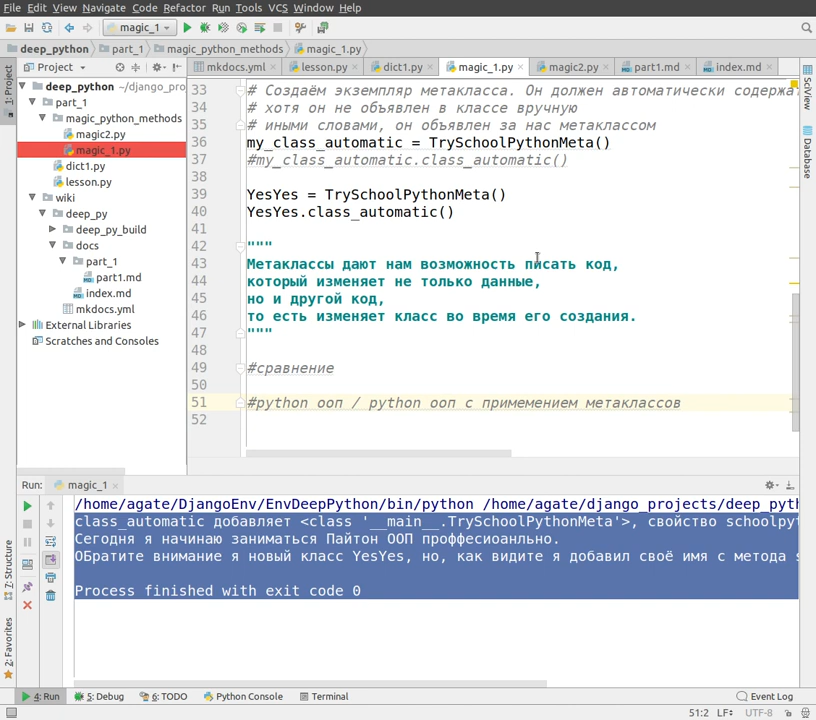 File Edit View Navigate Code Refactor Run Tools VCS Window Help
magic_1
deep_python part_1 magic_python_methods magic_1.py
Project
mkdocs.yml lesson.py dict1.py magic_1.py magic2.py part1.md index.md
1: Project
deep_python ~/django_pro
part_1
magic_python_methods
magic2.py
magic_1.py
dict1.py
lesson.py
wiki
deep_py
deep_py_build
docs
part_1
part1.md
index.md
mkdocs.yml
External Libraries
Scratches and Consoles
33 # Создаём экземпляр метакласса. Он должен автоматически содержа
34 # хотя он не объявлен в классе вручную
35 # иными словами, он объявлен за нас метаклассом
36 my_class_automatic = TrySchoolPythonMeta()
37 #my_class_automatic.class_automatic()
38
39 YesYes = TrySchoolPythonMeta()
40 YesYes.class_automatic()
41
42 """
43 Метаклассы дают нам возможность писать код,
44 который изменяет не только данные,
45 но и другой код,
46 то есть изменяет класс во время его создания.
47 """
48
49 #сравнение
50
51 #python ооп / python ооп с примемением метаклассов
52
SciView
Database
Run: magic_1
/home/agate/DjangoEnv/EnvDeepPython/bin/python /home/agate/django_projects/deep_pyth
class_automatic добавляет <class '__main__.TrySchoolPythonMeta'>, свойство schoolpyt
Сегодня я начинаю заниматься Пайтон ООП проффесиоанльно.
ОБратите внимание я новый класс YesYes, но, как видите я добавил своё имя с метода s
Process finished with exit code 0
7: Structure
2: Favorites
4: Run 5: Debug 6: TODO Python Console Terminal Event Log
51:2 LF UTF-8